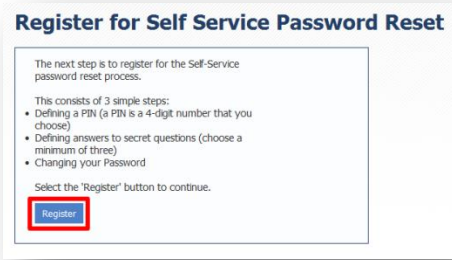 Register for Self Service Password Reset
The next step is to register for the Self-Service
password reset process.
This consists of 3 simple steps:
• Defining a PIN (a PIN is a 4-digit number that you
choose)
• Defining answers to secret questions (choose a
minimum of three)
• Changing your Password
Select the 'Register' button to continue.
Register